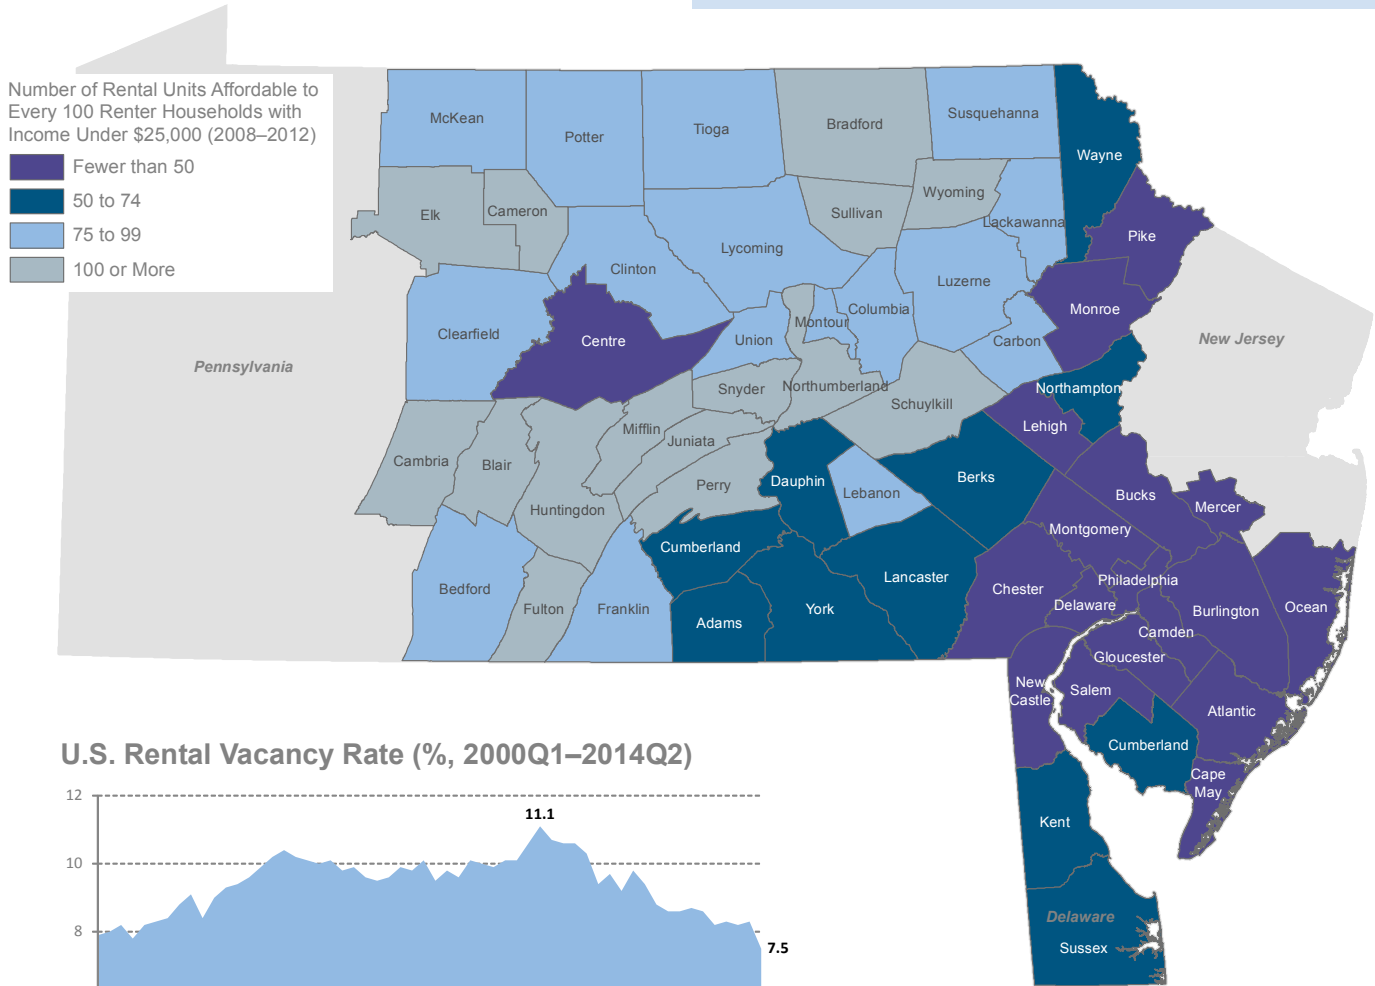 Number of Rental Units Affordable to
Every 100 Renter Households with
Income Under $25,000 (2008–2012)
Fewer than 50
50 to 74
75 to 99
100 or More
McKean
Potter
Tioga
Bradford
Susquehanna
Wayne
Elk
Cameron
Sullivan
Wyoming
Lackawanna
Pike
Clinton
Lycoming
Luzerne
Monroe
Clearfield
Centre
Union
Montour
Columbia
Carbon
New Jersey
Pennsylvania
Snyder
Northumberland
Schuylkill
Northampton
Lehigh
Mifflin
Juniata
Cambria
Blair
Huntingdon
Perry
Dauphin
Lebanon
Berks
Bucks
Mercer
Montgomery
Cumberland
Lancaster
Chester
Philadelphia
Delaware
Burlington
Ocean
Bedford
Fulton
Franklin
Adams
York
Camden
Gloucester
New
Castle
Salem
Atlantic
Cumberland
Cape
May
Kent
Delaware
Sussex
U.S. Rental Vacancy Rate (%, 2000Q1–2014Q2)
12
11.1
10
8
7.5